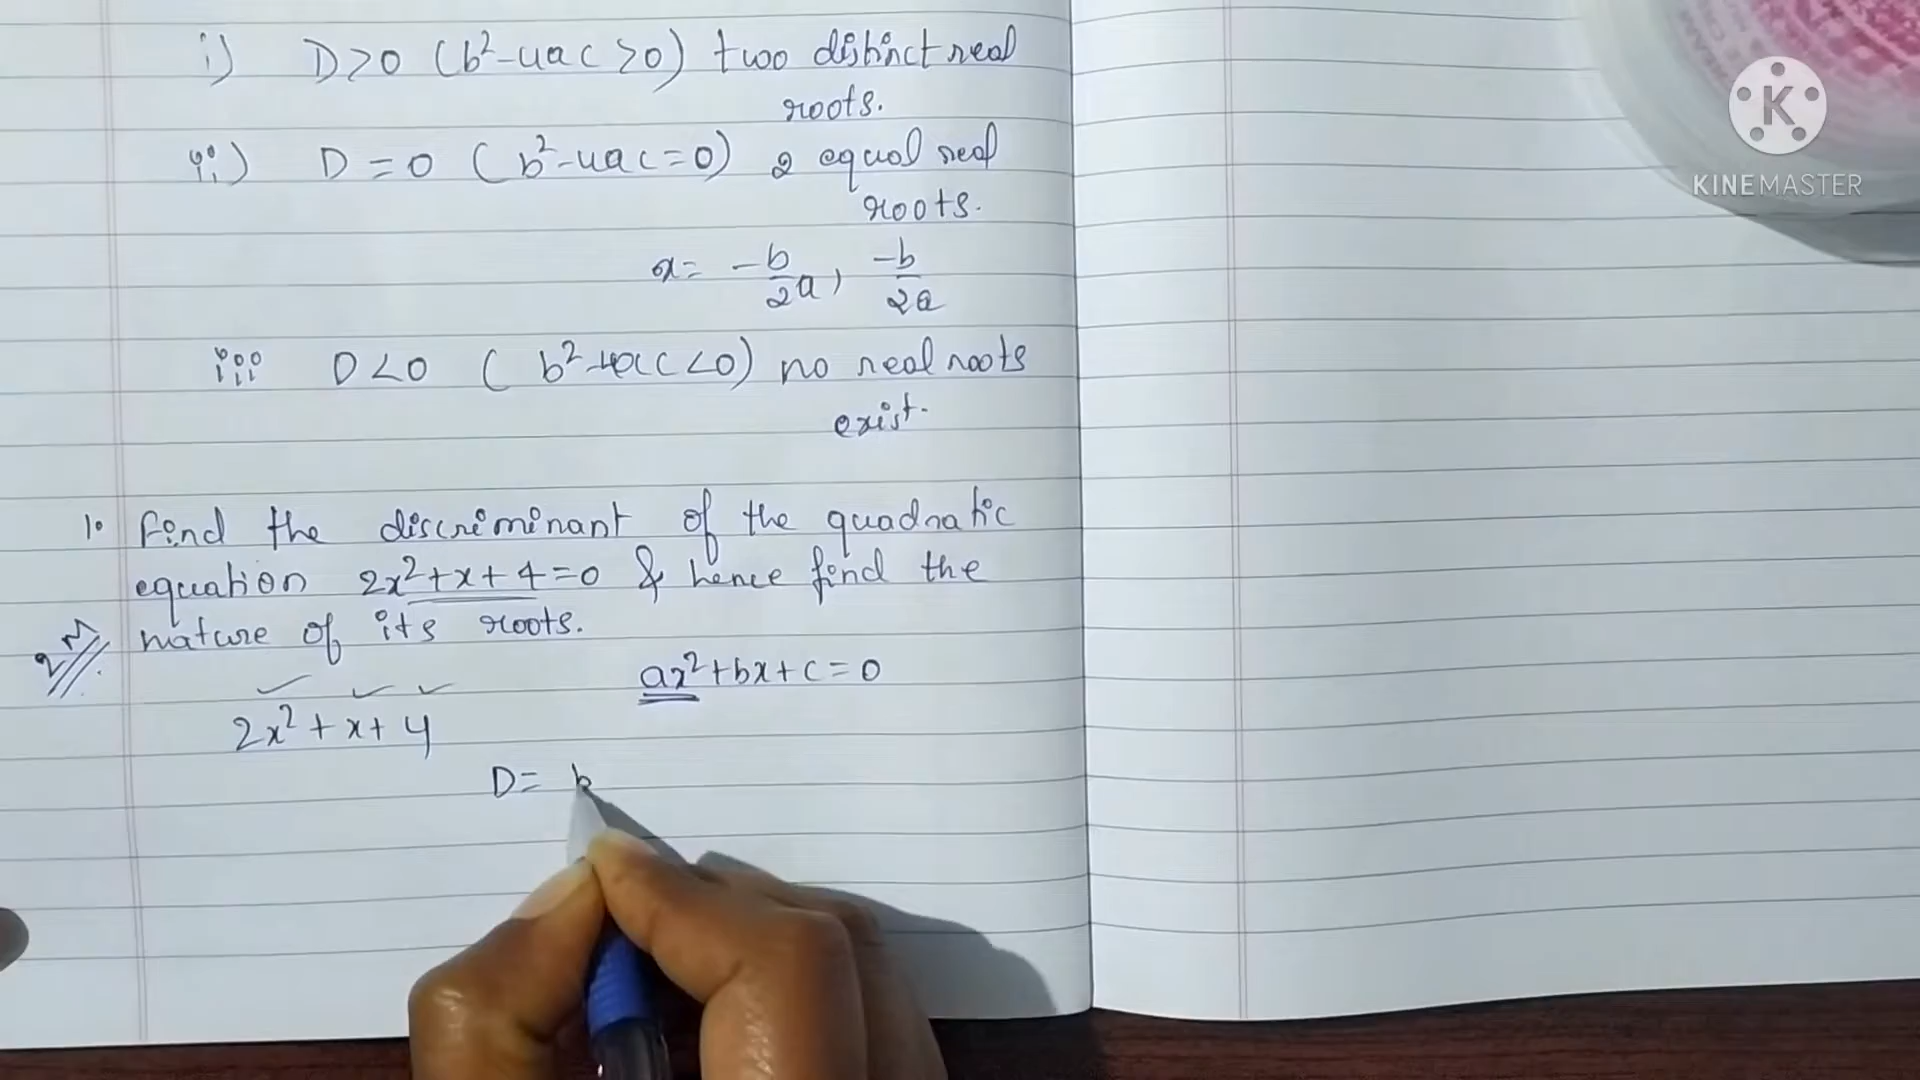 i) D>0 (b²-4ac>0) two distinct real
roots.
ii) D=0 (b²-4ac=0) 2 equal real
roots.
x= -b/2a, -b/2a
iii D<0 (b²-4ac<0) no real roots
exist.
1. Find the discriminant of the quadratic
equation 2x²+x+4=0 & hence find the
nature of its roots.
2M
ax²+bx+c=0
2x²+x+4
D= b
K
KINEMASTER